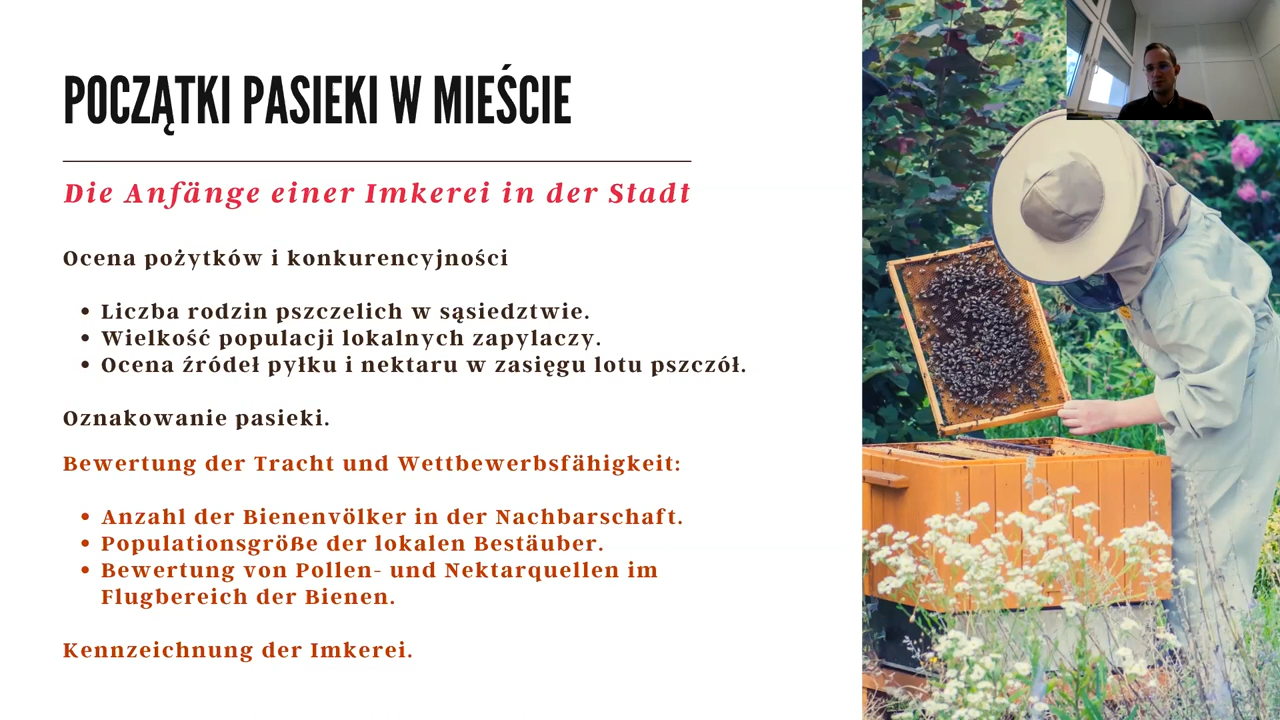 POCZĄTKI PASIEKI W MIEŚCIE
Die Anfänge einer Imkerei in der Stadt
Ocena pożytków i konkurencyjności
• Liczba rodzin pszczelich w sąsiedztwie.
• Wielkość populacji lokalnych zapylaczy.
• Ocena źródeł pyłku i nektaru w zasięgu lotu pszczół.
Oznakowanie pasieki.
Bewertung der Tracht und Wettbewerbsfähigkeit:
• Anzahl der Bienenvölker in der Nachbarschaft.
• Populationsgröße der lokalen Bestäuber.
• Bewertung von Pollen- und Nektarquellen im
Flugbereich der Bienen.
Kennzeichnung der Imkerei.